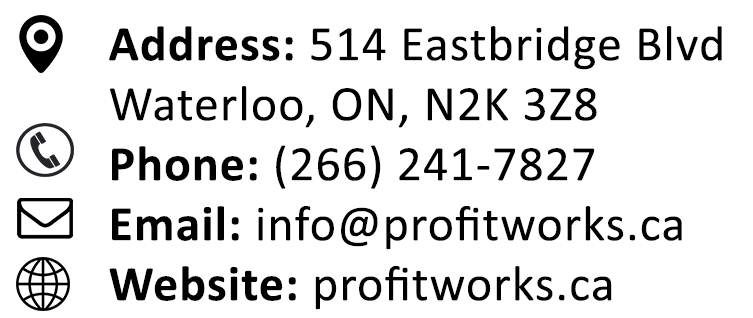 Address: 514 Eastbridge Blvd
Waterloo, ON, N2K 3Z8
Phone: (266) 241-7827
Email: info@profitworks.ca
Website: profitworks.ca